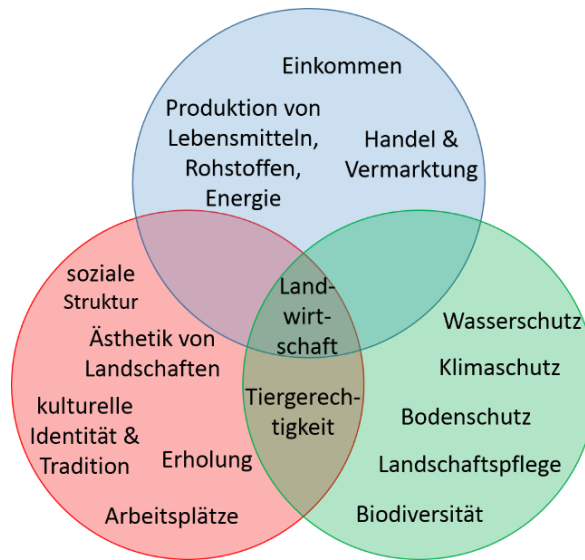 Einkommen
Produktion von
Lebensmitteln,
Rohstoffen,
Energie
Handel &
Vermarktung
soziale
Struktur
Ästhetik von
Landschaften
kulturelle
Identität &
Tradition
Erholung
Arbeitsplätze
Land-
wirt-
schaft
Tiergerech-
tigkeit
Wasserschutz
Klimaschutz
Bodenschutz
Landschaftspflege
Biodiversität